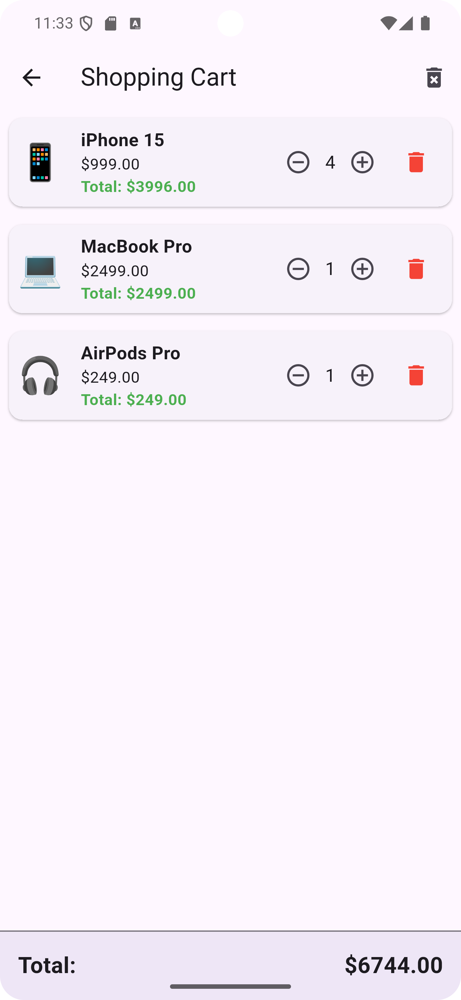 11:33
Shopping Cart
iPhone 15
$999.00
Total: $3996.00
4
MacBook Pro
$2499.00
Total: $2499.00
1
AirPods Pro
$249.00
Total: $249.00
1
Total: $6744.00